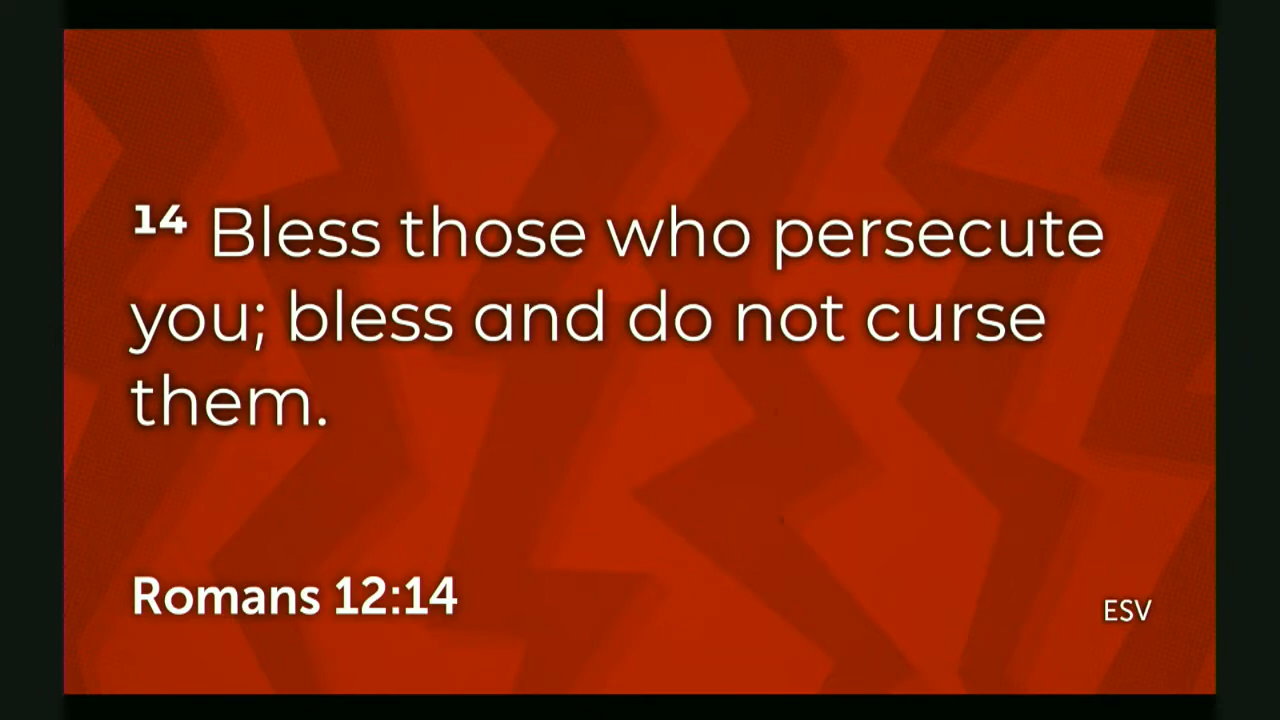 14 Bless those who persecute
you; bless and do not curse
them.
Romans 12:14
ESV